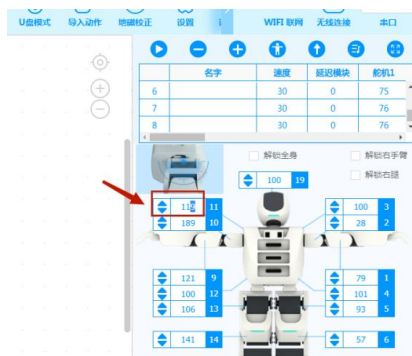 U盘模式 导入动作 地磁校正 设置 WIFI 联网 无线连接 串口
名字 速度 延迟模块 舵机1
6 30 0 75
7 30 0 76
8 30 0 76
解锁全身 解锁右手臂
100 19 解锁右腿
11 100 3
189 10 28 2
121 9 79 1
100 12 101 4
106 13 93 5
141 14 57 6